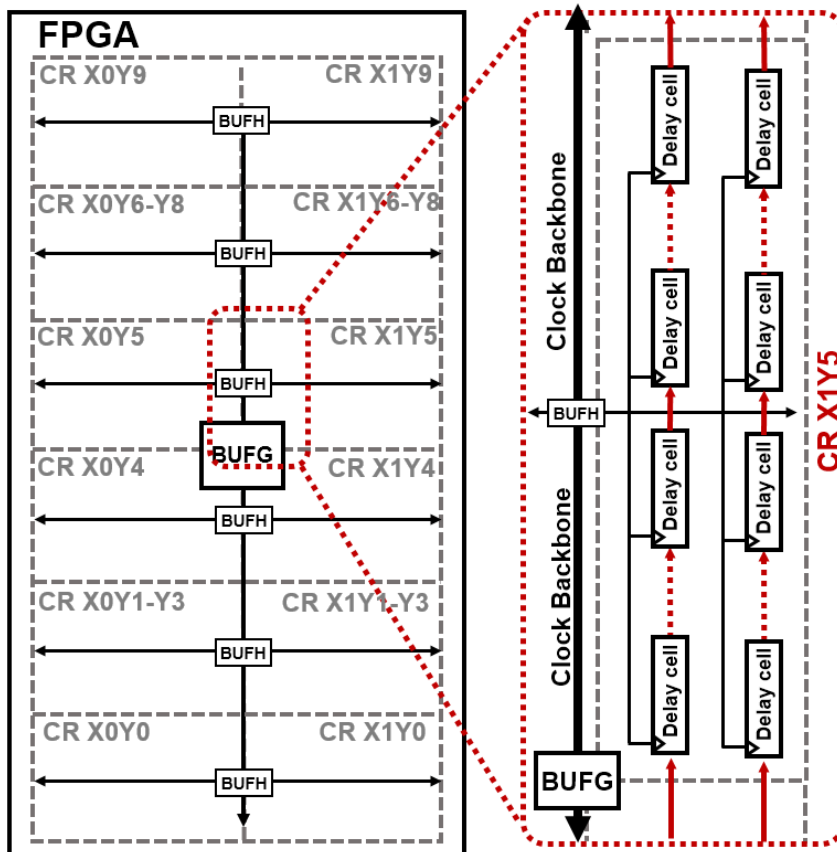 FPGA
CR X0Y9
CR X1Y9
BUFH
CR X0Y6-Y8
CR X1Y6-Y8
BUFH
CR X0Y5
CR X1Y5
BUFH
BUFG
CR X0Y4
CR X1Y4
BUFH
CR X0Y1-Y3
CR X1Y1-Y3
BUFH
CR X0Y0
CR X1Y0
BUFH
Clock Backbone
Clock Backbone
BUFH
BUFG
Delay cell
Delay cell
Delay cell
Delay cell
Delay cell
Delay cell
Delay cell
Delay cell
CR X1Y5